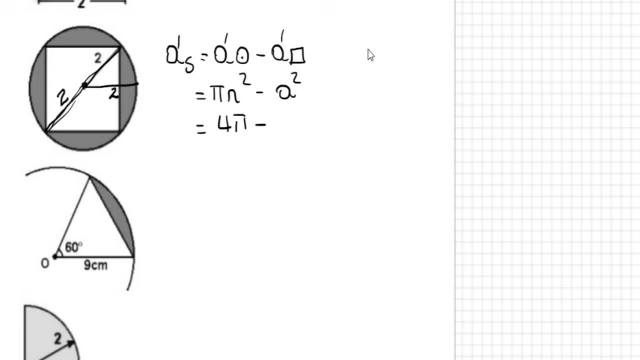 2
2
2
2
á s = á ⊙ - á □
= πr² - a²
= 4π -
60°
O
9cm
2